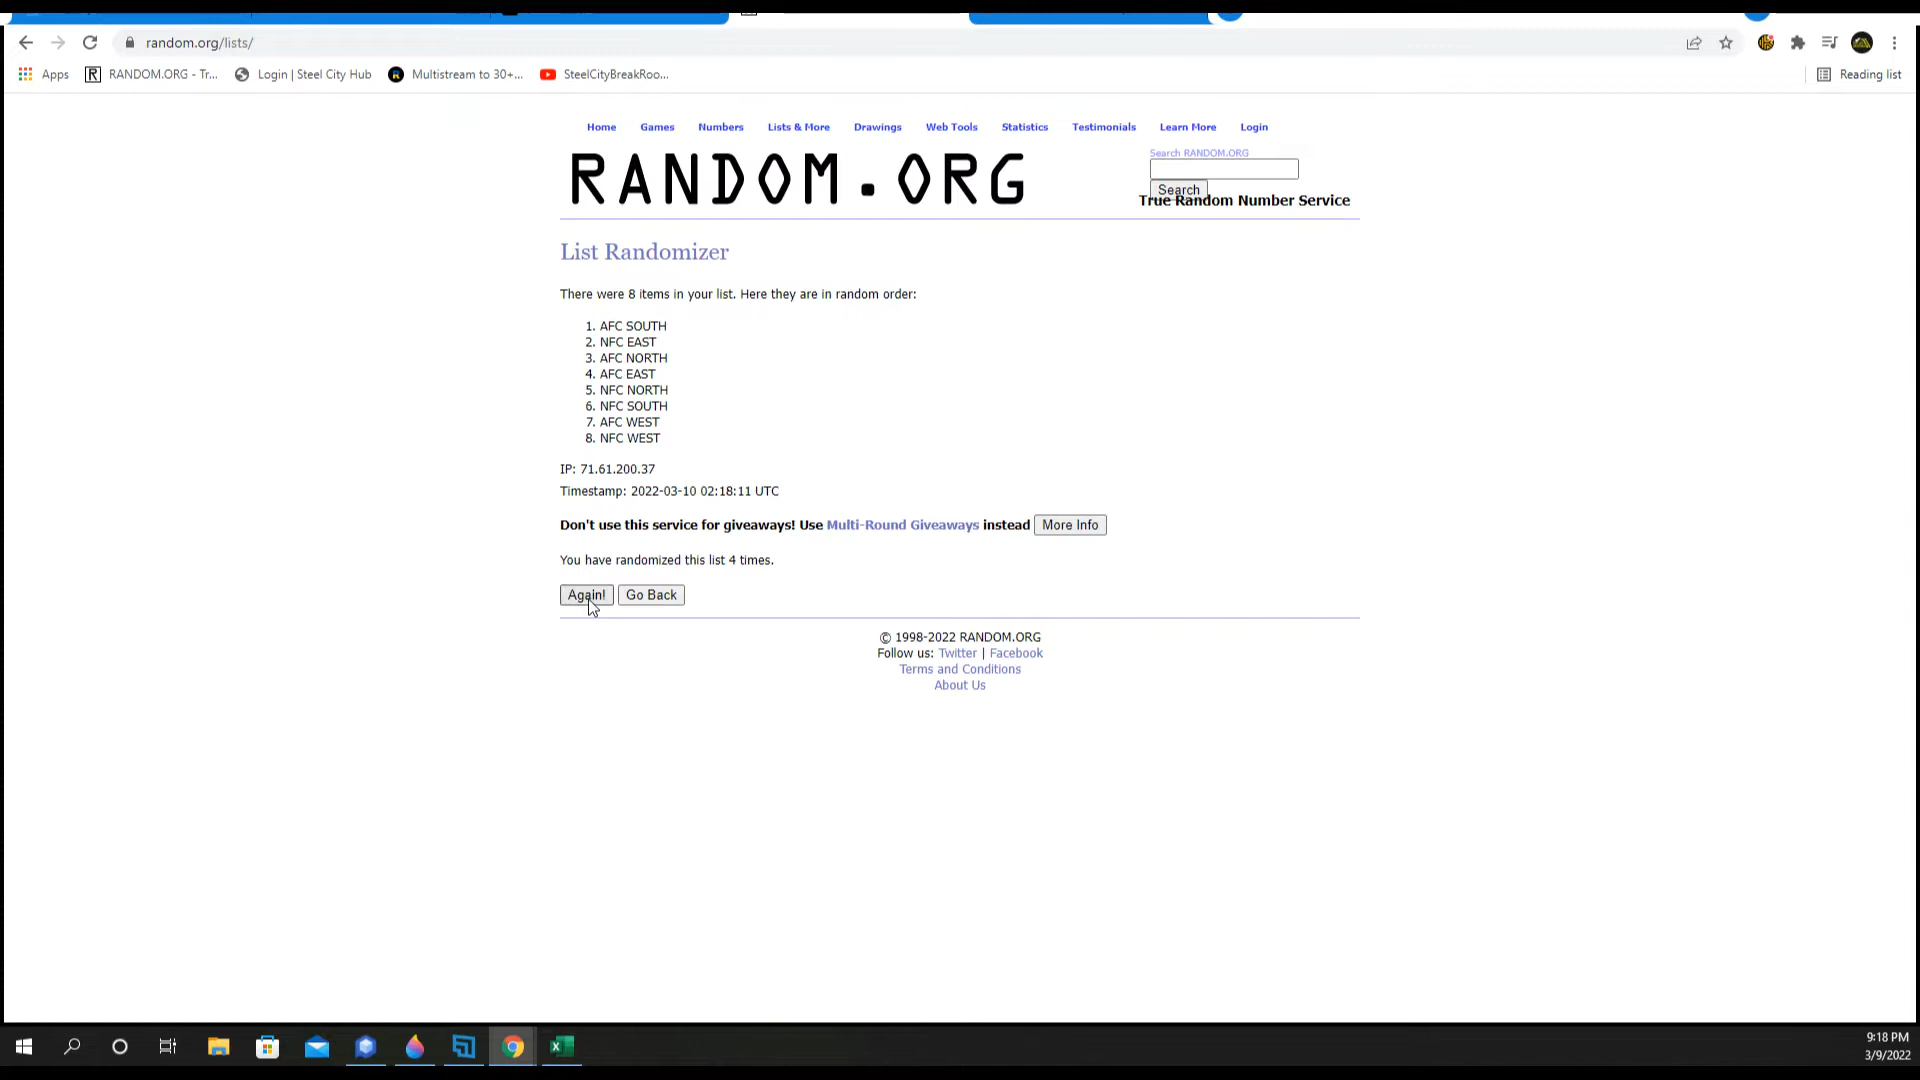 random.org/lists/
Apps RANDOM.ORG - Tr... Login | Steel City Hub Multistream to 30+... SteelCityBreakRoo... Reading list
Home Games Numbers Lists & More Drawings Web Tools Statistics Testimonials Learn More Login
RANDOM.ORG
Search RANDOM.ORG
Search
True Random Number Service
List Randomizer
There were 8 items in your list. Here they are in random order:
1. AFC SOUTH
2. NFC EAST
3. AFC NORTH
4. AFC EAST
5. NFC NORTH
6. NFC SOUTH
7. AFC WEST
8. NFC WEST
IP: 71.61.200.37
Timestamp: 2022-03-10 02:18:11 UTC
Don't use this service for giveaways! Use Multi-Round Giveaways instead More Info
You have randomized this list 4 times.
Again! Go Back
© 1998-2022 RANDOM.ORG
Follow us: Twitter | Facebook
Terms and Conditions
About Us
9:18 PM
3/9/2022